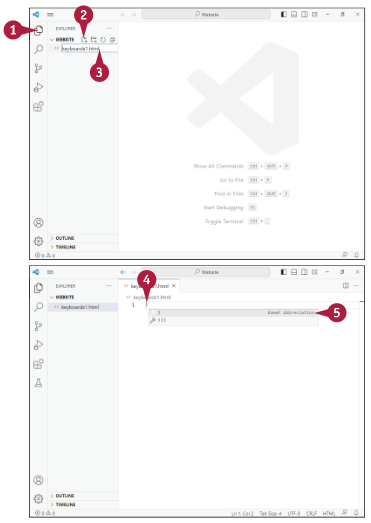 Website
EXPLORER
WEBSITE
keyboards1.html
1
2
3
Show All Commands Ctrl + Shift + P
Go to File Ctrl + P
Find in Files Ctrl + Shift + F
Start Debugging F5
Toggle Terminal Ctrl +
OUTLINE
TIMELINE
0 0
Website
EXPLORER
WEBSITE
keyboards1.html
keyboards1.html
keyboards1.html
4
1
!
Emmet Abbreviation
!!!
5
OUTLINE
TIMELINE
0 0
Ln 1, Col 2 Tab Size: 4 UTF-8 CRLF HTML